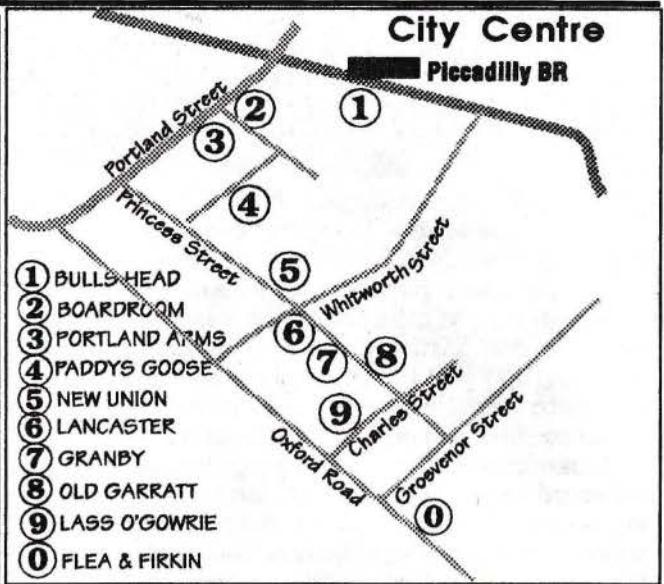 City Centre
Piccadilly BR
1
2
3
Portland Street
4
Princess Street
5
Whitworth Street
6
7
8
9
Charles Street
Oxford Road
Grosvenor Street
0
1 BULLS HEAD
2 BOARDROOM
3 PORTLAND ARMS
4 PADDYS GOOSE
5 NEW UNION
6 LANCASTER
7 GRANBY
8 OLD GARRATT
9 LASS O'GOWRIE
0 FLEA & FIRKIN